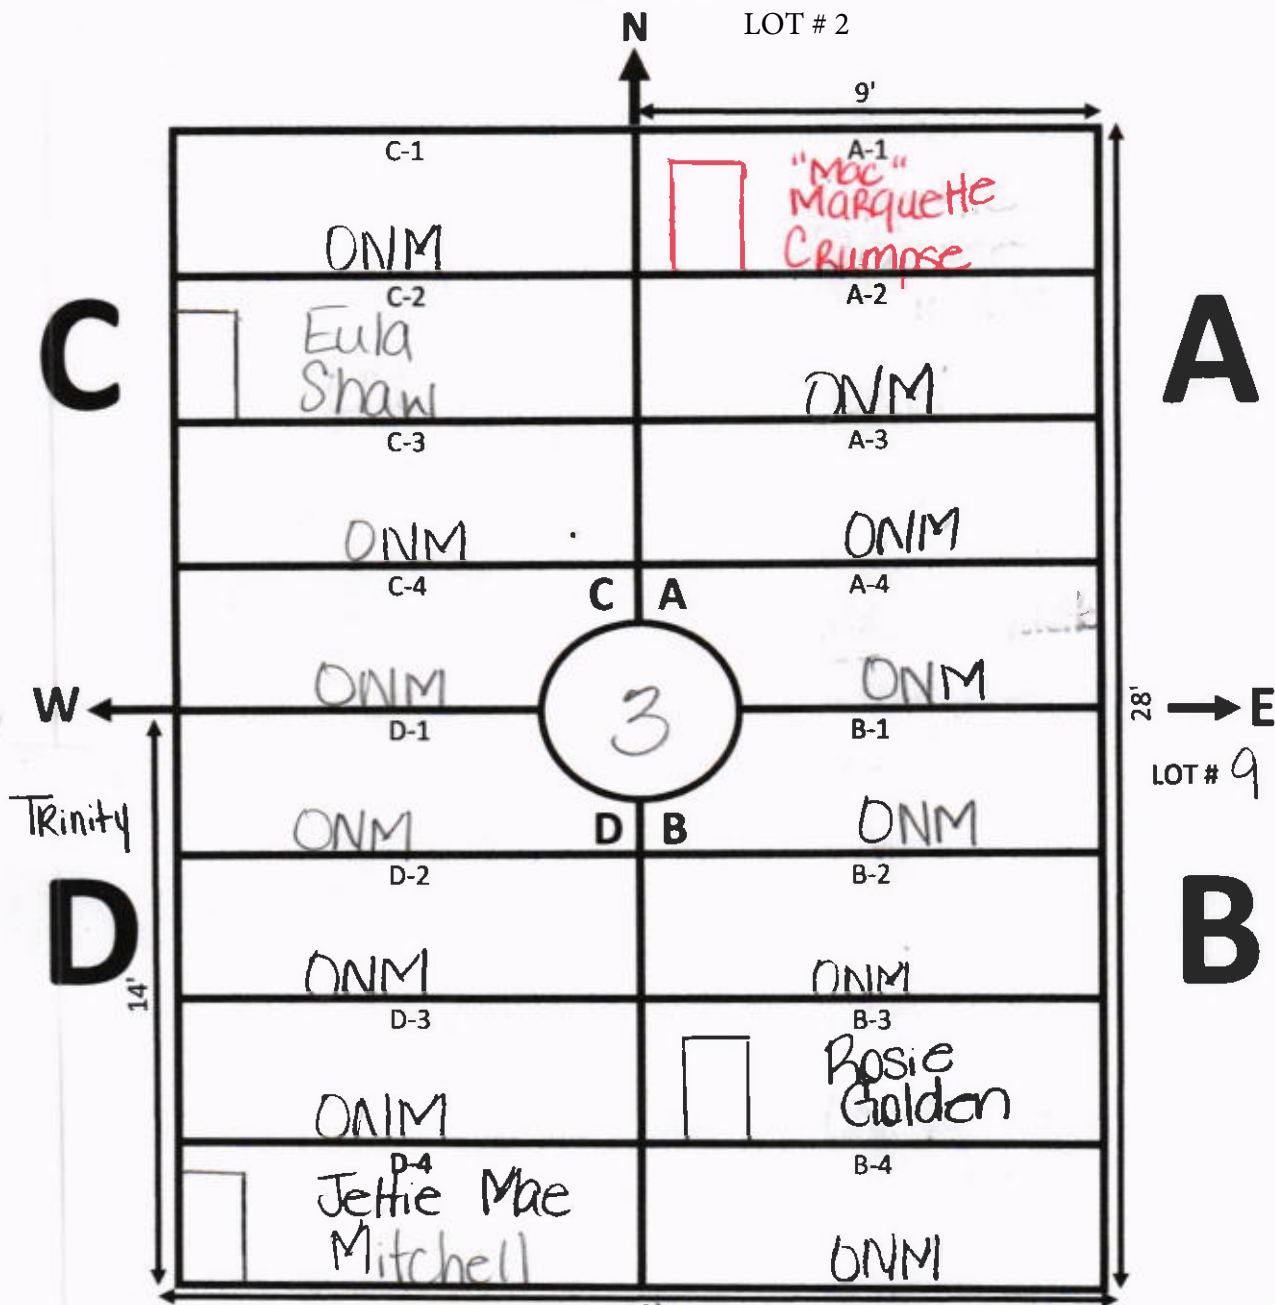 N LOT # 2
9'
C-1 A-1
"Mac"
Marquette
ONM Crumpse
C-2 A-2
C A
Eula
Shaw ONM
C-3 A-3
ONM ONM
C-4 C A A-4
ONM ONM
W 3 28' E
D-1 B-1
LOT # 9
Trinity ONM D B ONM
D-2 B-2
D B
14' ONM ONM
D-3 B-3
Rosie
ONM Golden
D-4 B-4
Jettie Mae
Mitchell ONM